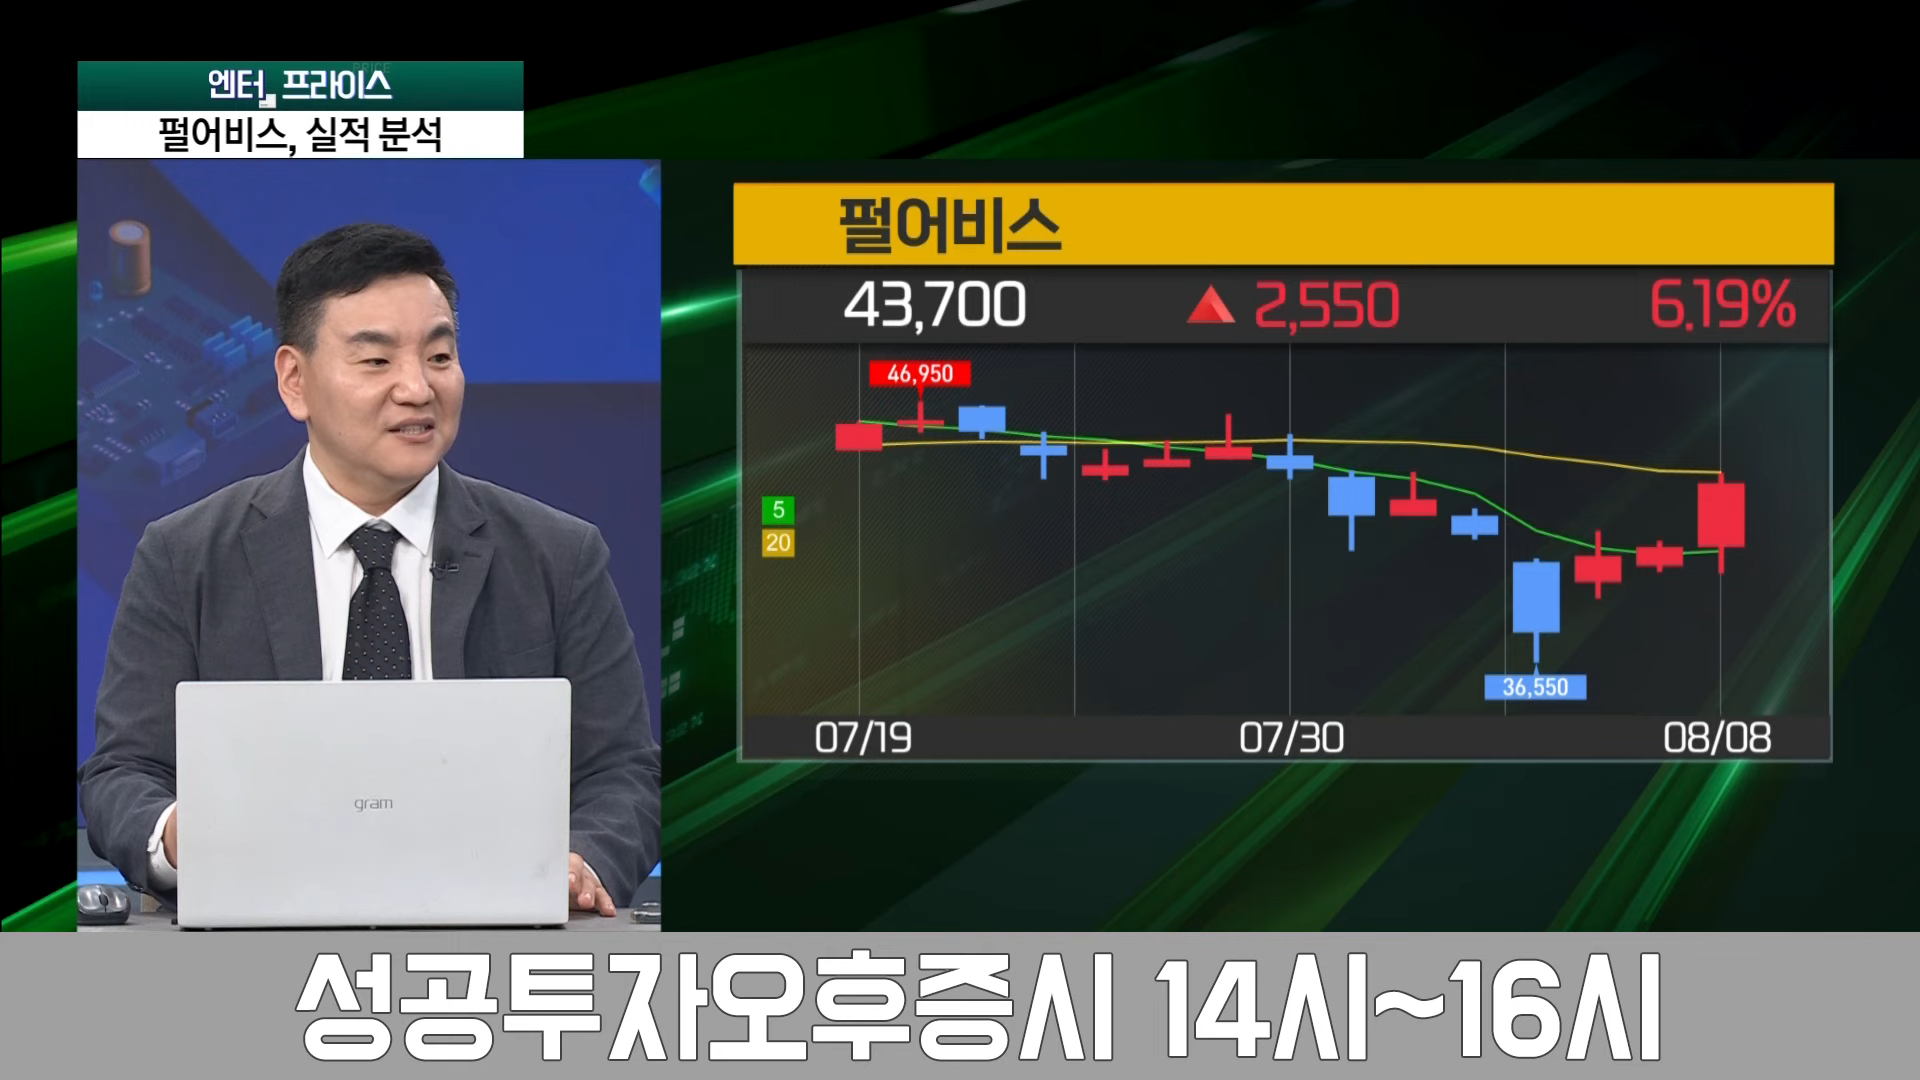 PRICE
엔터 프라이스
펄어비스, 실적 분석
펄어비스
43,700 ▲ 2,550 6.19%
46,950
5
20
36,550
07/19 07/30 08/08
gram
성공투자오후증시 14시~16시